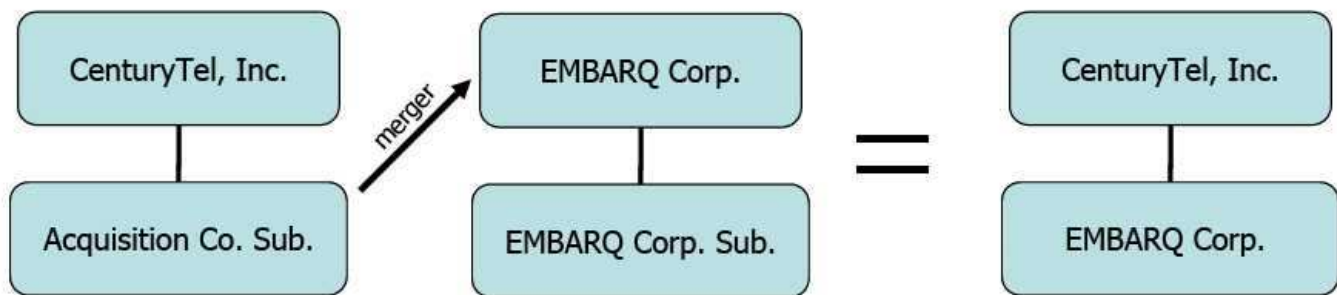 CenturyTel, Inc.
EMBARQ Corp.
CenturyTel, Inc.
merger
Acquisition Co. Sub.
EMBARQ Corp. Sub.
EMBARQ Corp.